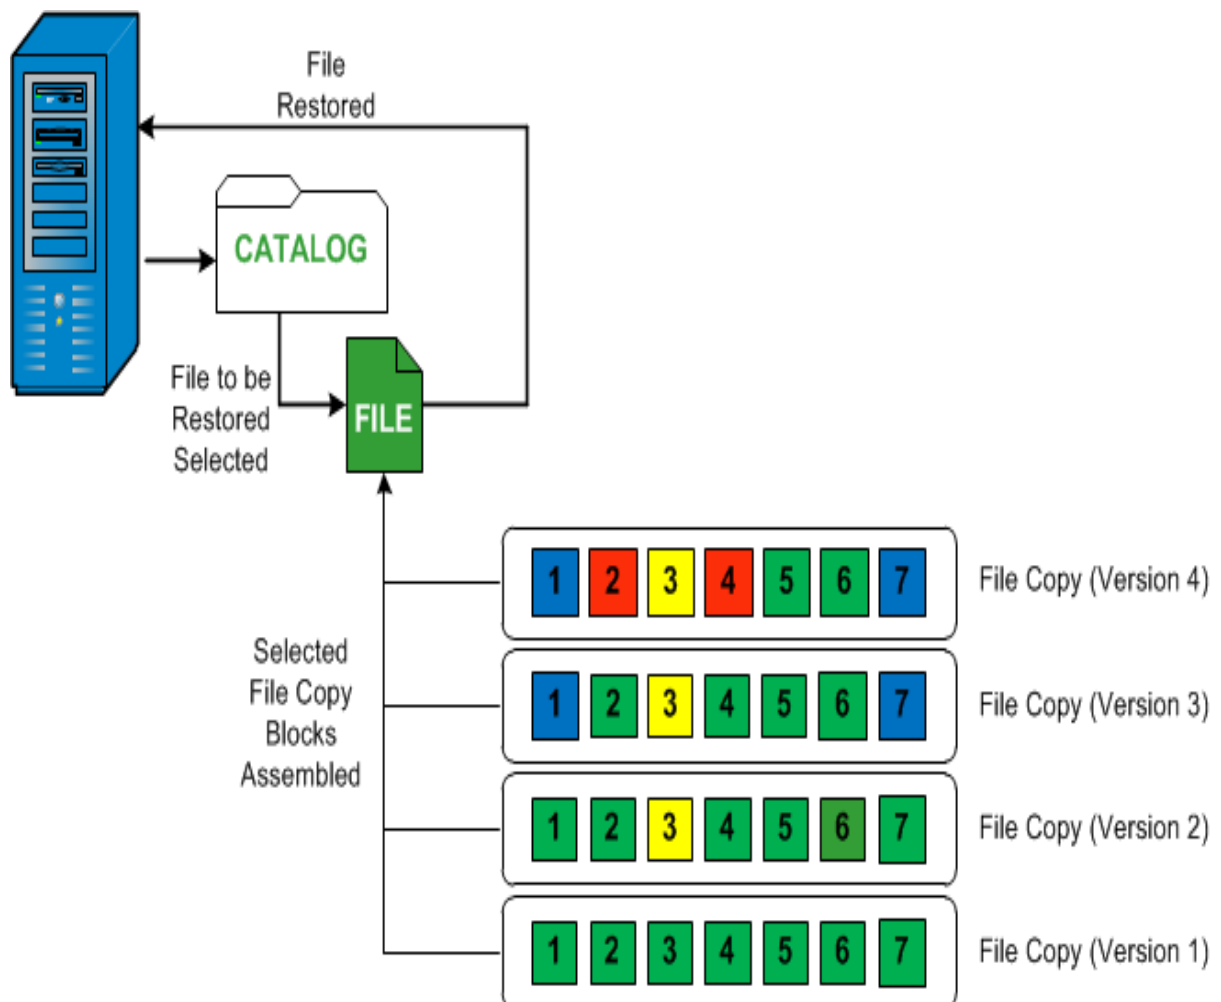 File
Restored
CATALOG
File to be
Restored
Selected
FILE
Selected
File Copy
Blocks
Assembled
1 2 3 4 5 6 7 File Copy (Version 4)
1 2 3 4 5 6 7 File Copy (Version 3)
1 2 3 4 5 6 7 File Copy (Version 2)
1 2 3 4 5 6 7 File Copy (Version 1)